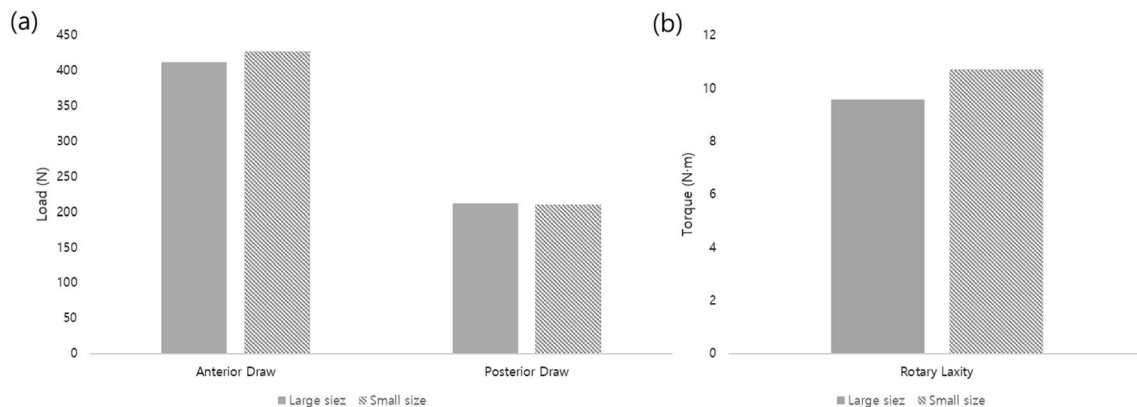 (a)
450
400
350
300
250
200
150
100
50
0
Load (N)
Anterior Draw Posterior Draw
Large siez Small size
(b)
12
10
8
6
4
2
0
Torque (N·m)
Rotary Laxity
Large siez Small size